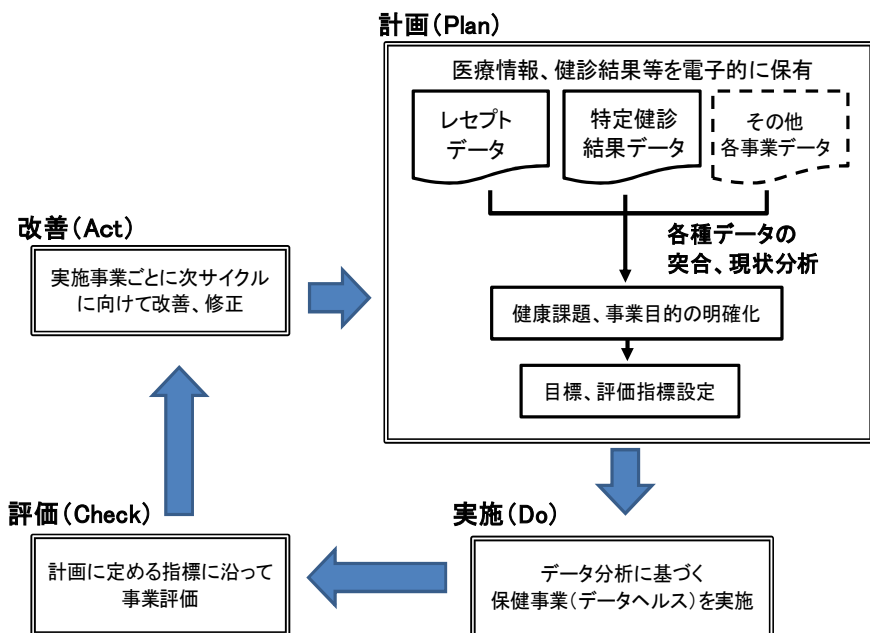 計画（Plan）
医療情報、健診結果等を電子的に保有
レセプト
データ
特定健診
結果データ
その他
各事業データ
各種データの
突合、現状分析
健康課題、事業目的の明確化
目標、評価指標設定
改善（Act）
実施事業ごとに次サイクル
に向けて改善、修正
評価（Check）
計画に定める指標に沿って
事業評価
実施（Do）
データ分析に基づく
保健事業（データヘルス）を実施